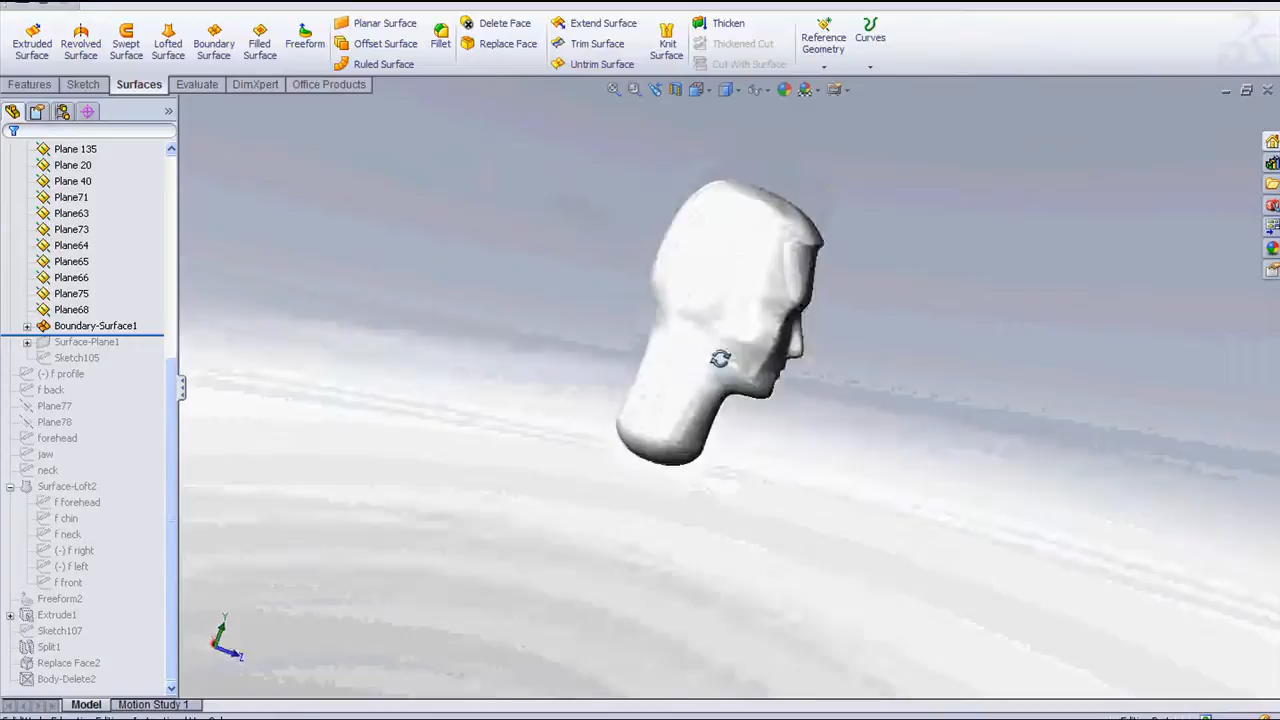 Extruded Surface
Revolved Surface
Swept Surface
Lofted Surface
Boundary Surface
Filled Surface
Freeform
Planar Surface
Offset Surface
Ruled Surface
Fillet
Delete Face
Replace Face
Extend Surface
Trim Surface
Untrim Surface
Knit Surface
Thicken
Thickened Cut
Cut With Surface
Reference Geometry
Curves
Features
Sketch
Surfaces
Evaluate
DimXpert
Office Products
Plane 135
Plane 20
Plane 40
Plane71
Plane63
Plane73
Plane64
Plane65
Plane66
Plane75
Plane68
Boundary-Surface1
Surface-Plane1
Sketch105
(-) f profile
f back
Plane77
Plane78
forehead
jaw
neck
Surface-Loft2
f forehead
f chin
f neck
(-) f right
(-) f left
f front
Freeform2
Extrude1
Sketch107
Split1
Replace Face2
Body-Delete2
Y
Z
Model
Motion Study 1